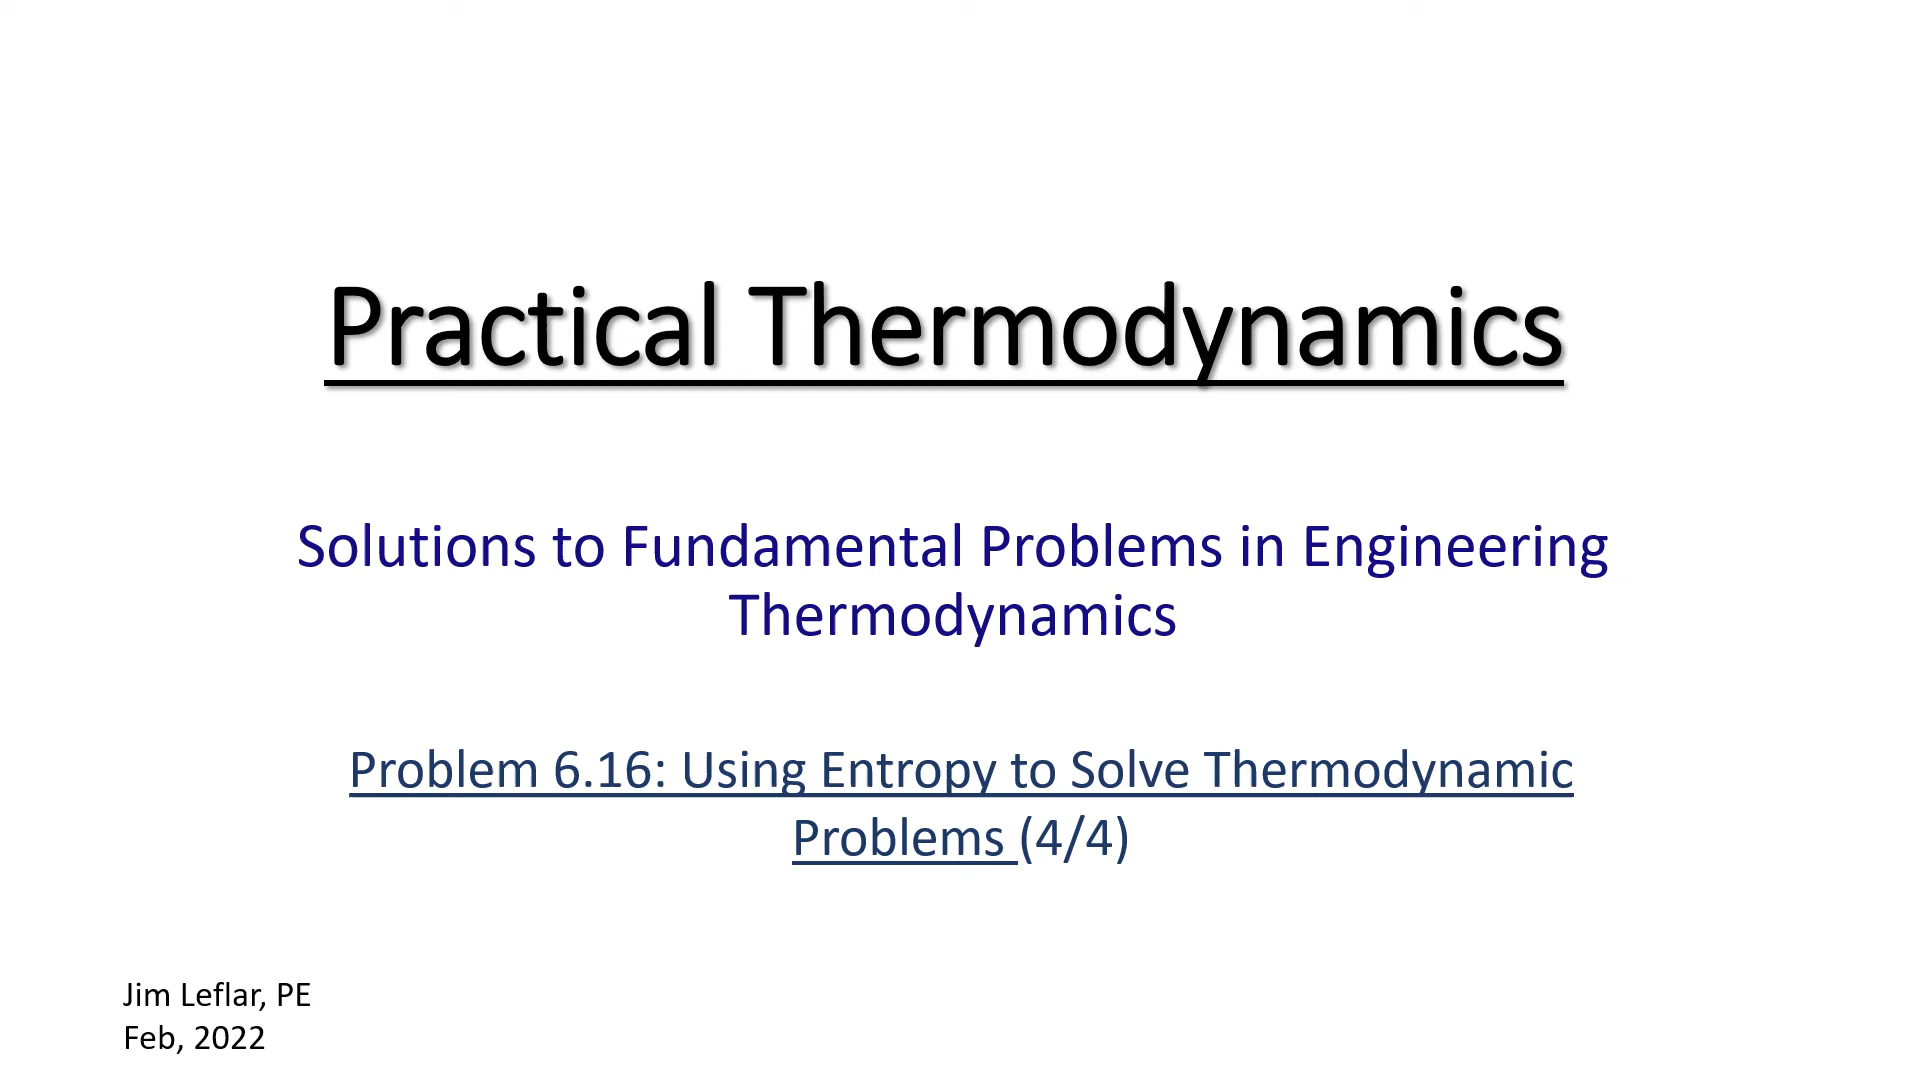 Practical Thermodynamics
Solutions to Fundamental Problems in Engineering
Thermodynamics
Problem 6.16: Using Entropy to Solve Thermodynamic
Problems (4/4)
Jim Leflar, PE
Feb, 2022